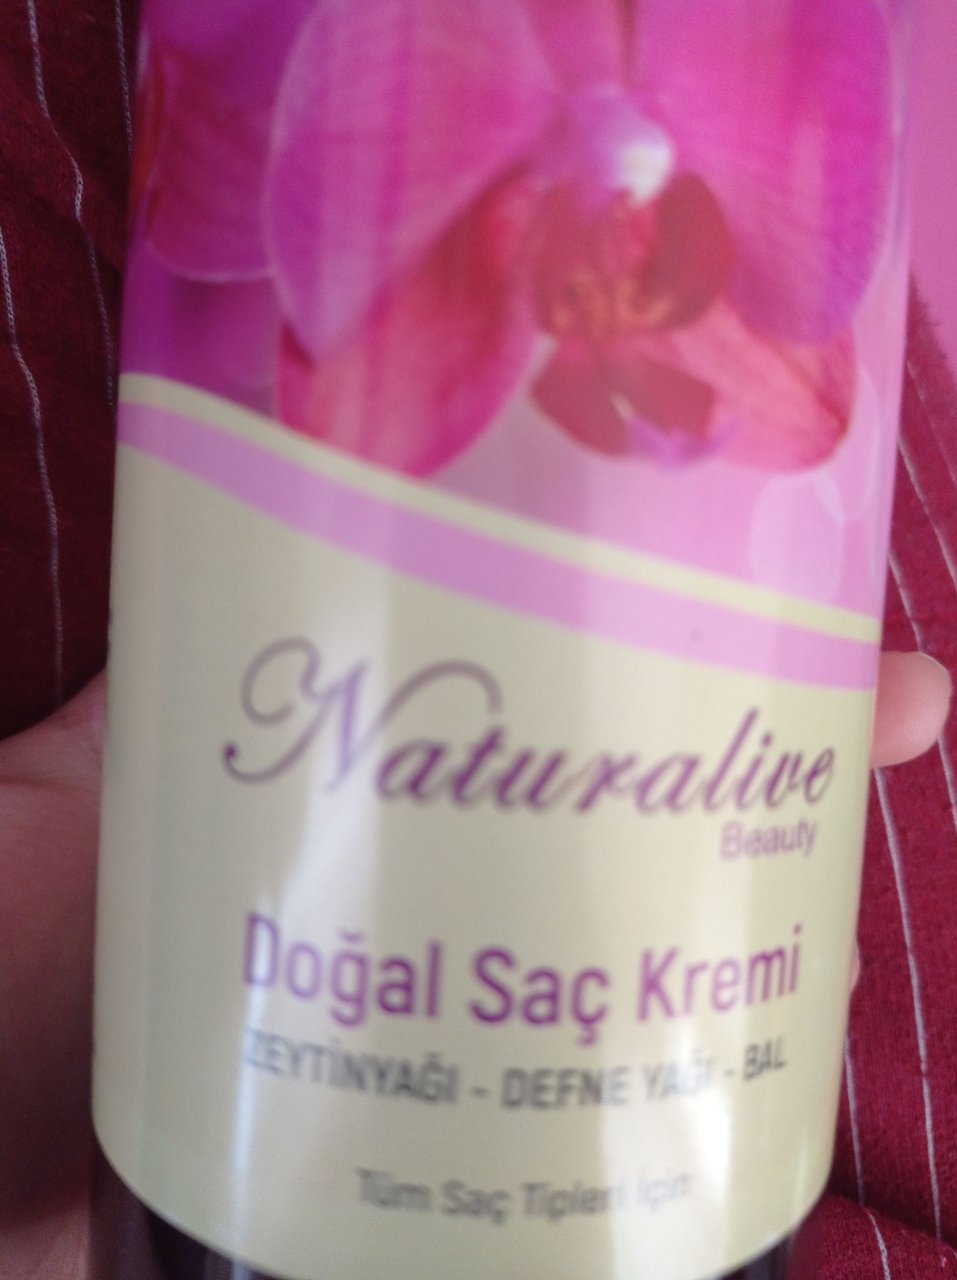 Naturalive
Beauty
Doğal Saç Kremi
ZEYTİNYAĞI - DEFNE YAĞI - BAL
Tüm Saç Tipleri İçin